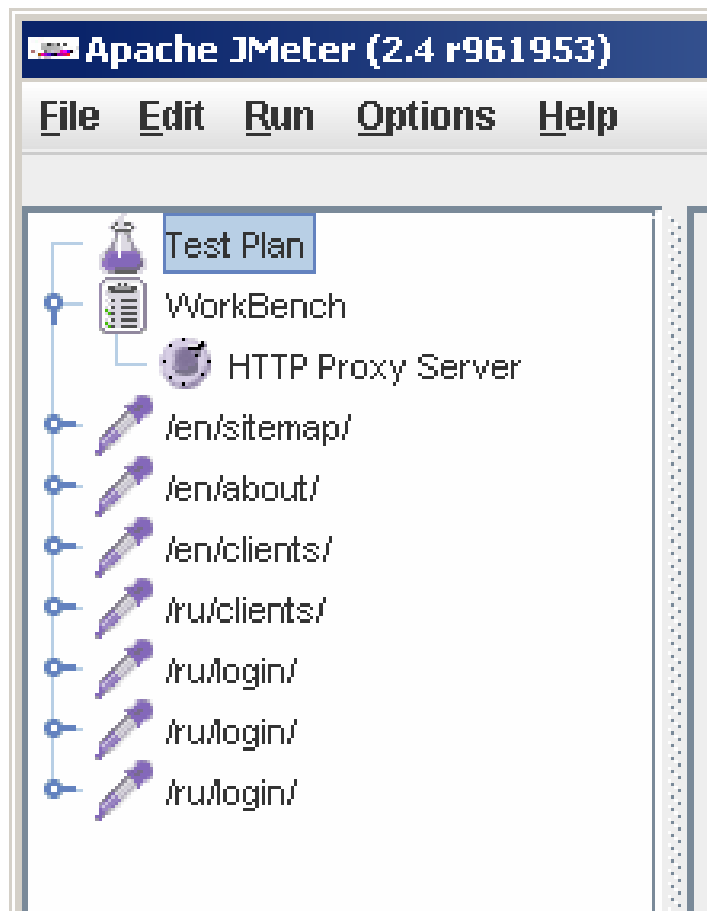 Apache JMeter (2.4 r961953)
File Edit Run Options Help
Test Plan
WorkBench
HTTP Proxy Server
/en/sitemap/
/en/about/
/en/clients/
/ru/clients/
/ru/login/
/ru/login/
/ru/login/